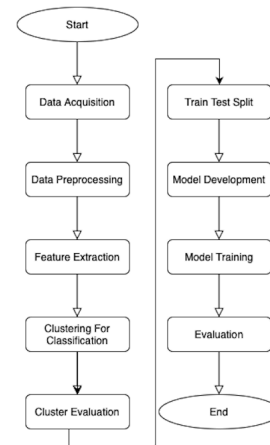 Start
Data Acquisition
Data Preprocessing
Feature Extraction
Clustering For
Classification
Cluster Evaluation
Train Test Split
Model Development
Model Training
Evaluation
End